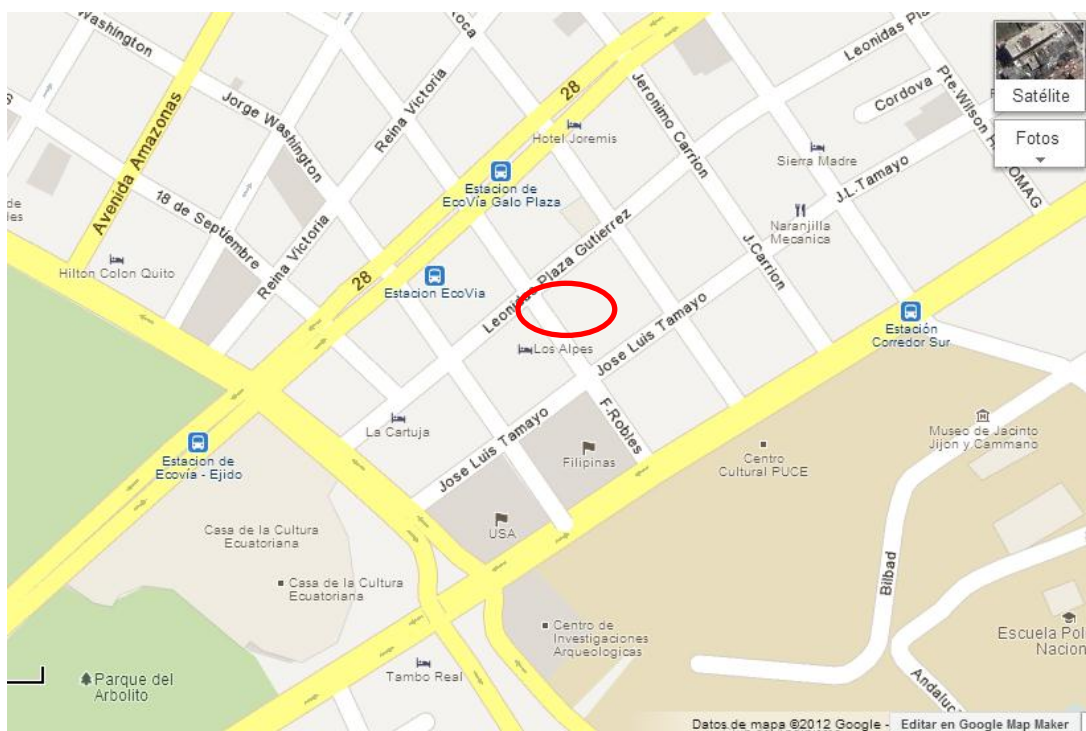 Washington
Roca
Leonidas Pla
Satélite
Fotos
Avenida Amazonas
Jorge Washington
Reina Victoria
28
Hotel Joremis
Jeronimo Carrion
Cordova
Pte.Wilson
Sierra Madre
J.L.Tamayo
Estacion de
EcoVía Galo Plaza
18 de Septiembre
de
les
Naranjilla
Mecanica
Hilton Colon Quito
Reina Victoria
28
Estacion EcoVia
Leonidas Plaza Gutierrez
J.Carrion
Estación
Corredor Sur
Los Alpes
Jose Luis Tamayo
La Cartuja
F.Robles
Museo de Jacinto
Jijon y Cammano
Estacion de
Ecovía - Ejido
Jose Luis Tamayo
Filipinas
Centro
Cultural PUCE
USA
Casa de la Cultura
Ecuatoriana
Casa de la Cultura
Ecuatoriana
Bilbad
Centro de
Investigaciones
Arqueologicas
Escuela Pol
Nacion
Tambo Real
Parque del
Arbolito
Andaluc
Datos de mapa ©2012 Google - Editar en Google Map Maker